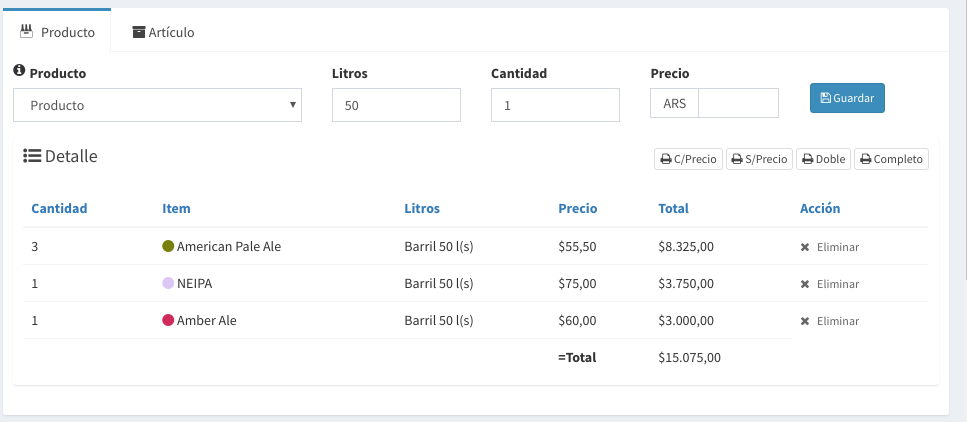 Producto Artículo
Producto Litros Cantidad Precio
Producto 50 1 ARS Guardar
Detalle C/Precio S/Precio Doble Completo
Cantidad Item Litros Precio Total Acción
3 American Pale Ale Barril 50 l(s) $55,50 $8.325,00 Eliminar
1 NEIPA Barril 50 l(s) $75,00 $3.750,00 Eliminar
1 Amber Ale Barril 50 l(s) $60,00 $3.000,00 Eliminar
=Total $15.075,00